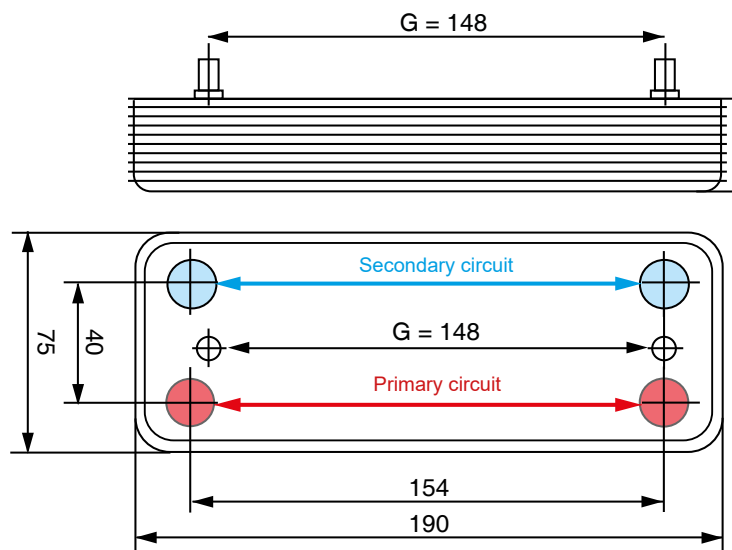 G = 148
Secondary circuit
G = 148
Primary circuit
75
40
154
190